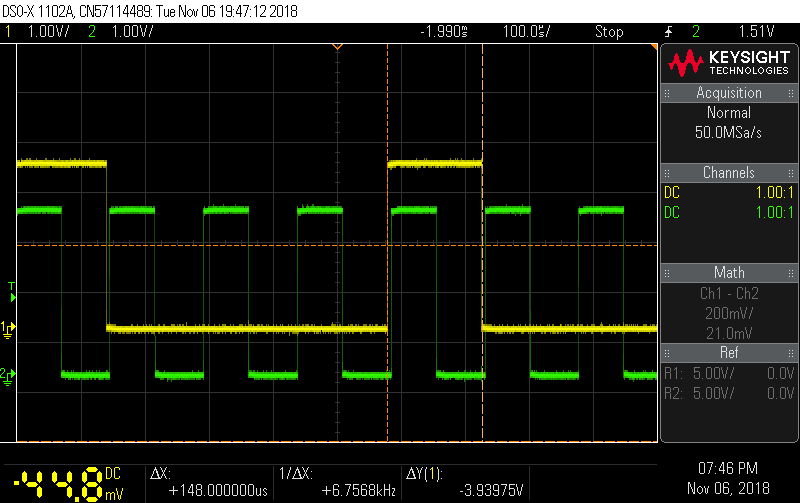 DSO-X 1102A, CN57114489: Tue Nov 06 19:47:12 2018
1 1.00V/ 2 1.00V/ -1.990ms 100.0us/ Stop 2 1.51V
KEYSIGHT
TECHNOLOGIES
Acquisition
Normal
50.0MSa/s
Channels
DC 1.00:1
DC 1.00:1
T
Math
Ch1 - Ch2
200mV/
1
21.0mV
Ref
2
R1: 5.00V/ 0.0V
R2: 5.00V/ 0.0V
-44.8 DC mV
ΔX:
+148.000000us
1/ΔX:
+6.7568kHz
ΔY(1):
-3.93975V
07:46 PM
Nov 06, 2018